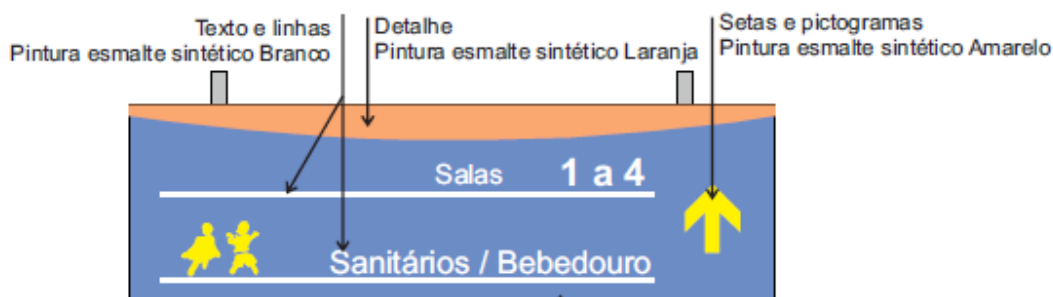 Texto e linhas
Pintura esmalte sintético Branco
Detalhe
Pintura esmalte sintético Laranja
Setas e pictogramas
Pintura esmalte sintético Amarelo
Salas 1 a 4
Sanitários / Bebedouro